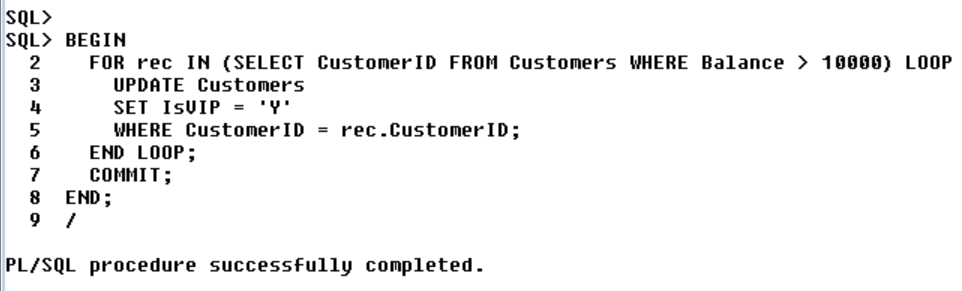 SQL>
SQL> BEGIN
  2    FOR rec IN (SELECT CustomerID FROM Customers WHERE Balance > 10000) LOOP
  3      UPDATE Customers
  4      SET IsVIP = 'Y'
  5      WHERE CustomerID = rec.CustomerID;
  6    END LOOP;
  7    COMMIT;
  8  END;
  9  /
PL/SQL procedure successfully completed.